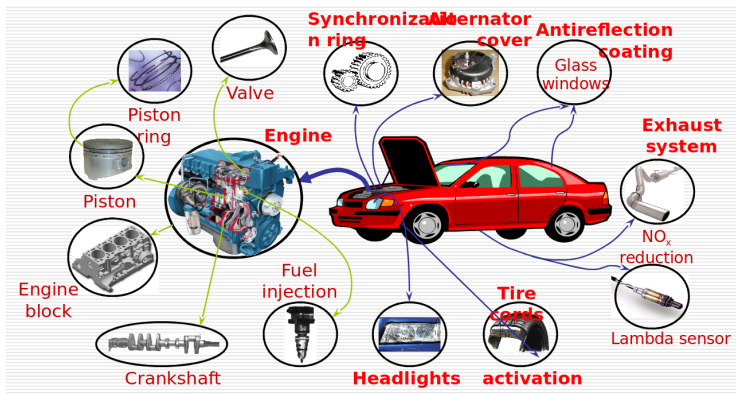 Synchronizatio
n ring
Alternator
cover
Antireflection
coating
Glass
windows
Valve
Piston
ring
Engine
Exhaust
system
Piston
NOx
reduction
Engine
block
Fuel
injection
Tire
cords
Lambda sensor
Crankshaft
Headlights
activation